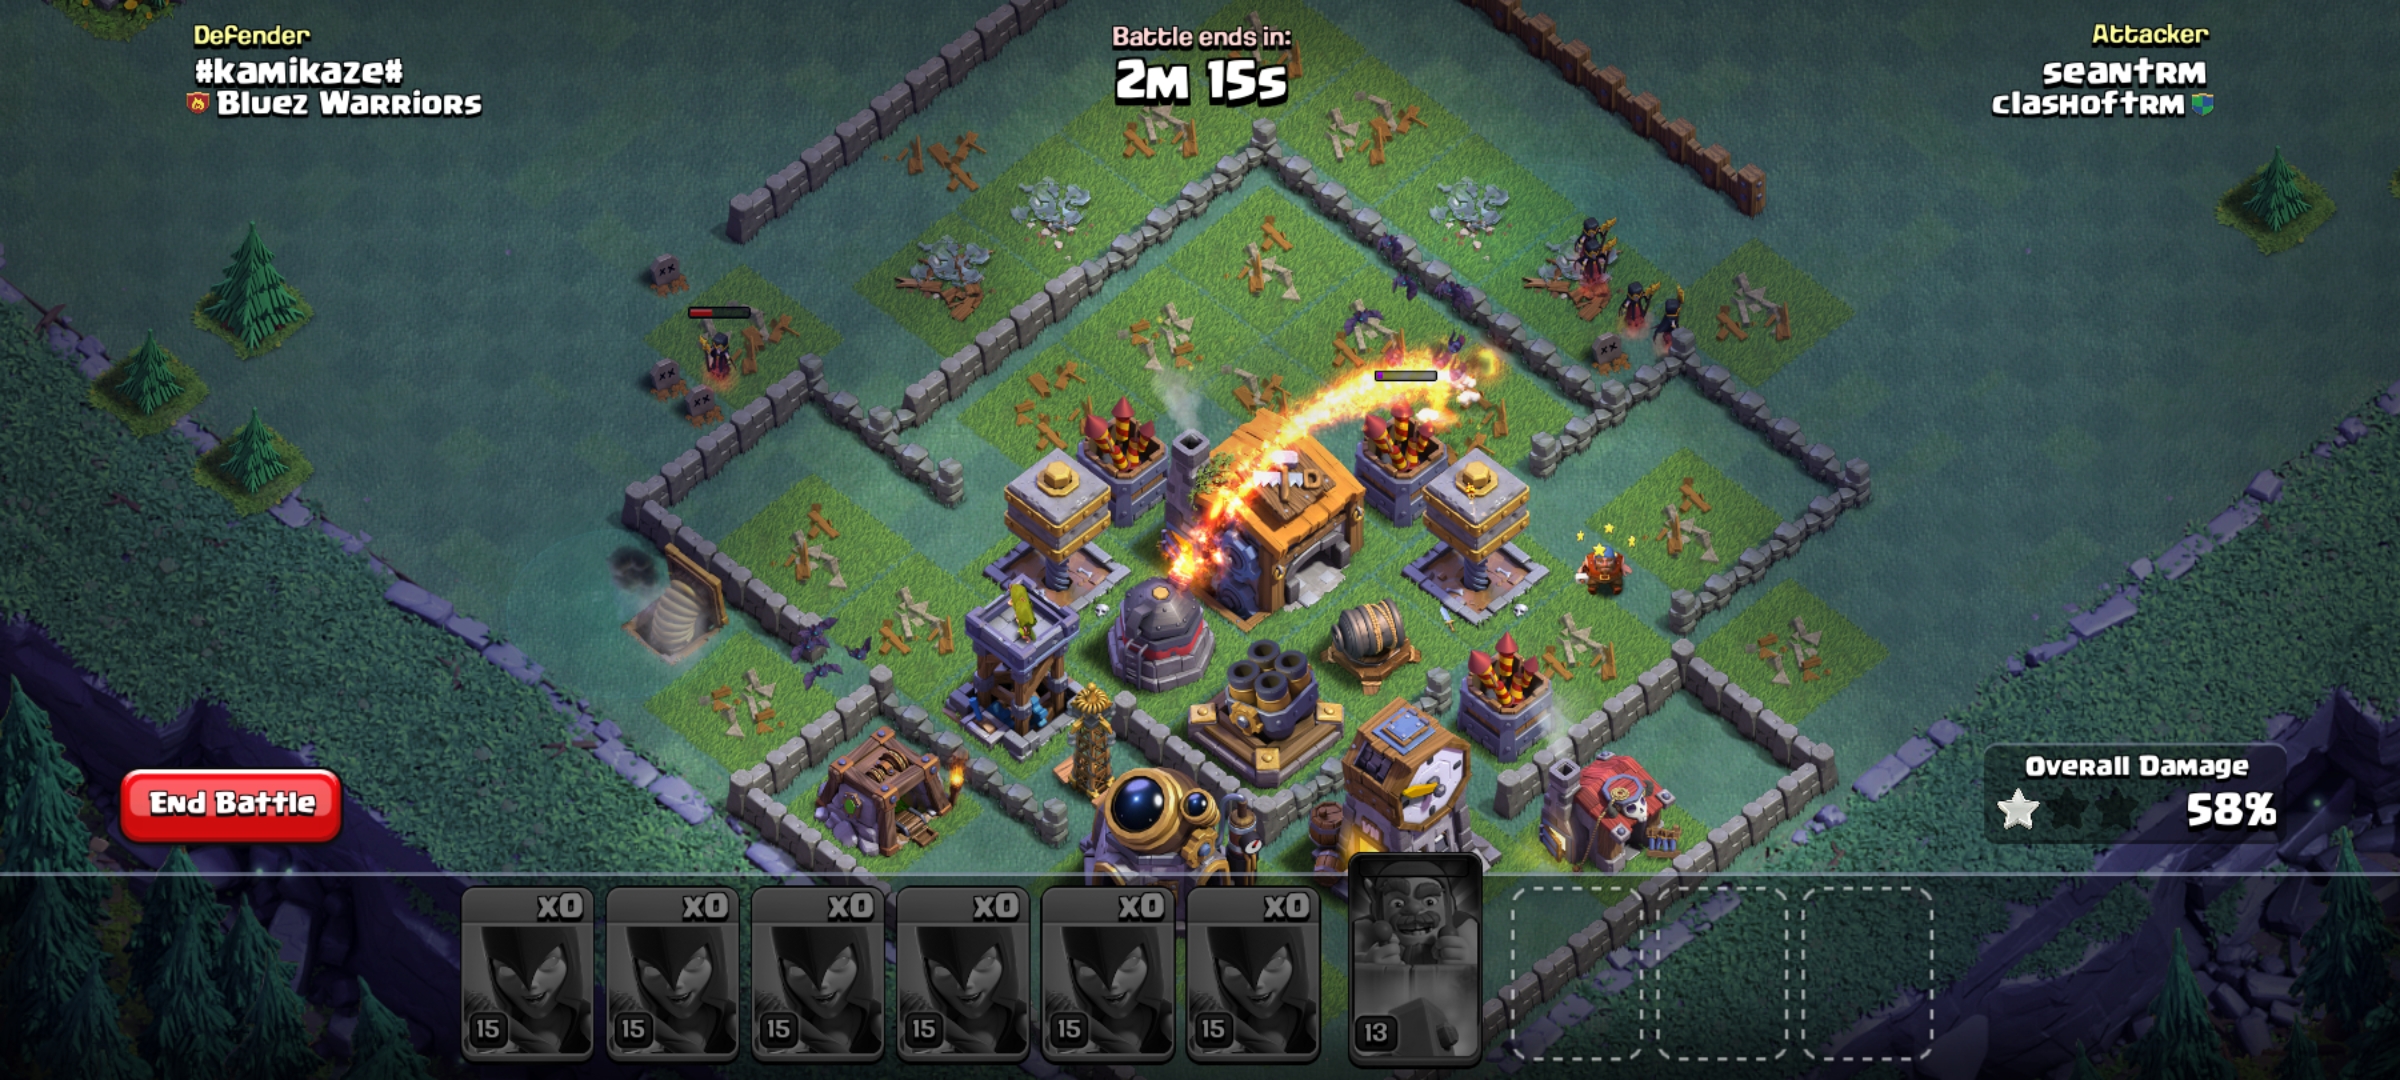 Defender
#kamikaze#
Bluez Warriors
Battle ends in:
2M 15s
Attacker
seantRM
clashoftRM
End Battle
Overall Damage
58%
x0
x0
x0
x0
x0
x0
15
15
15
15
15
15
13